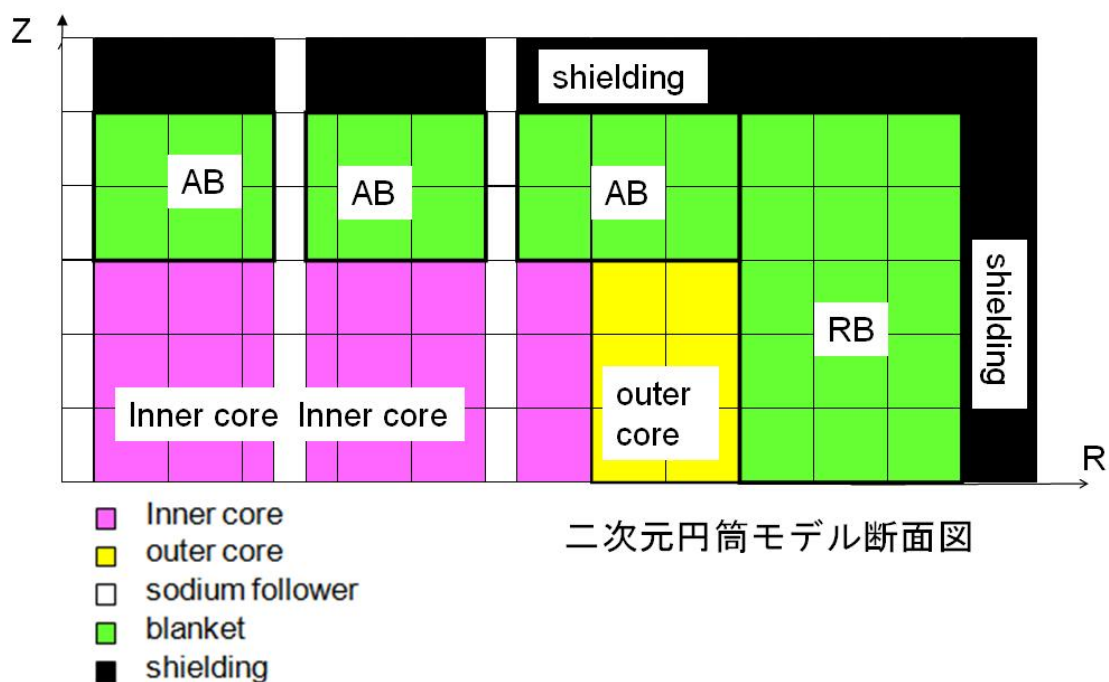 Z
shielding
AB
AB
AB
shielding
RB
Inner core
Inner core
outer
core
R
二次元円筒モデル断面図
Inner core
outer core
sodium follower
blanket
shielding